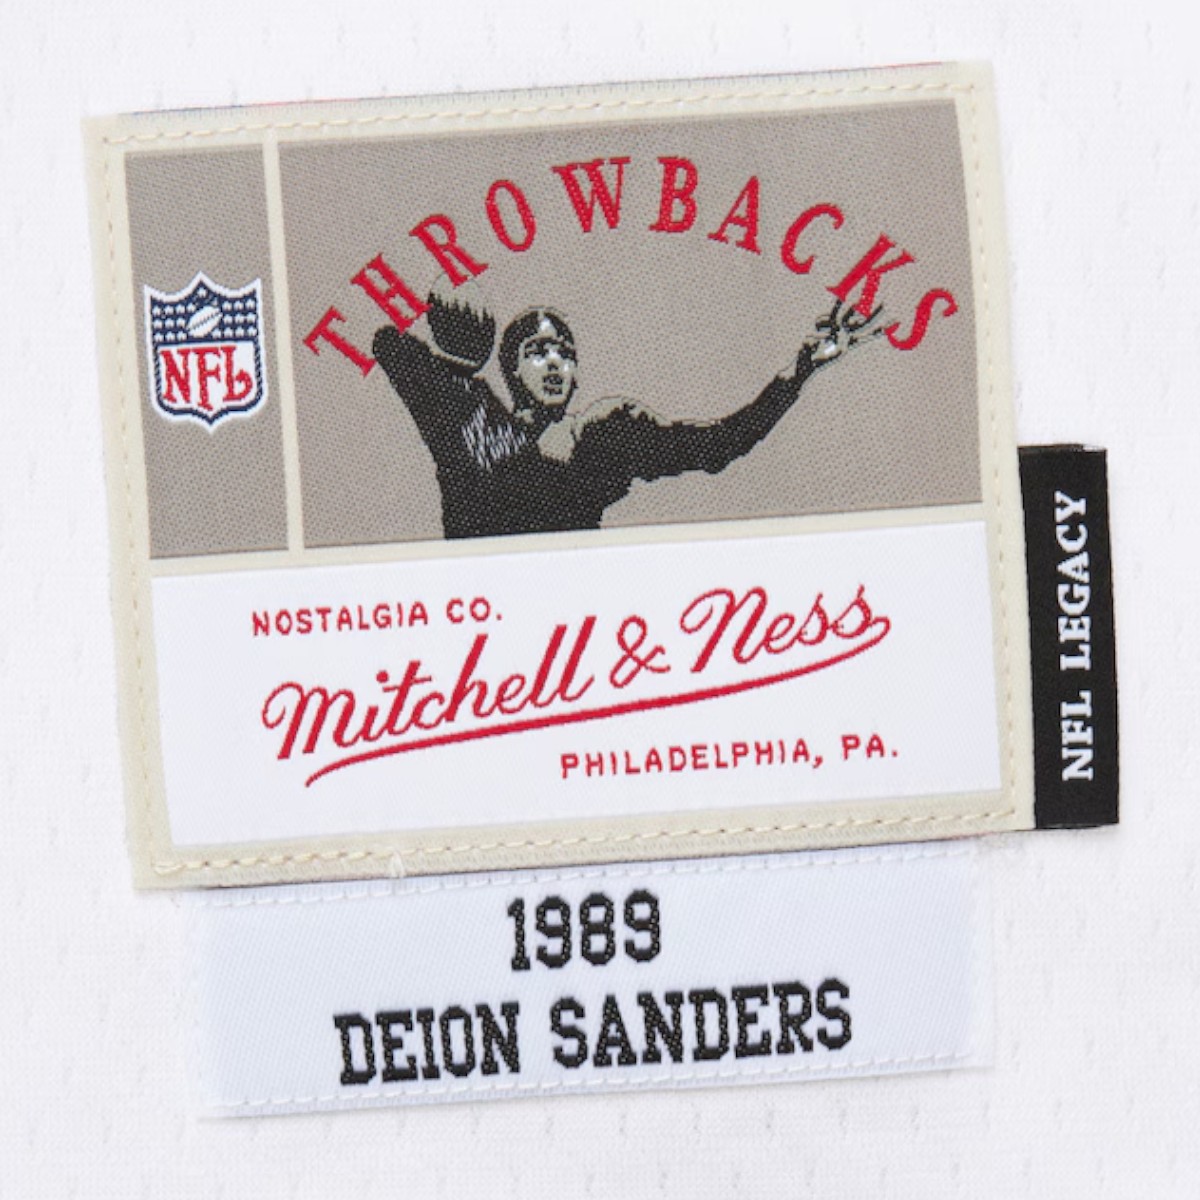 THROWBACKS
NFL
NOSTALGIA CO.
Mitchell & Ness
PHILADELPHIA, PA.
NFL LEGACY
1989
DEION SANDERS